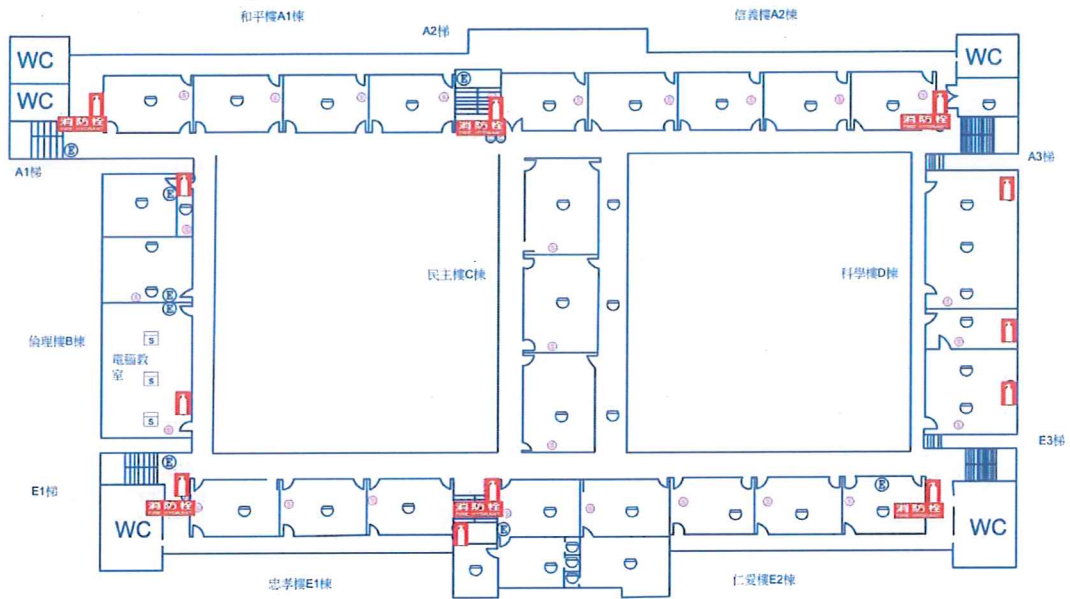 和平樓A1棟
信義樓A2棟
A2梯
WC
WC
WC
消防栓
消防栓
消防栓
A1梯
A3梯
E
E
E
民主樓C棟
科學樓D棟
倫理樓B棟
E
E
電腦教
室
S
S
S
E
E3梯
E1梯
E
消防栓
消防栓
消防栓
E
WC
WC
忠孝樓E1棟
仁愛樓E2棟